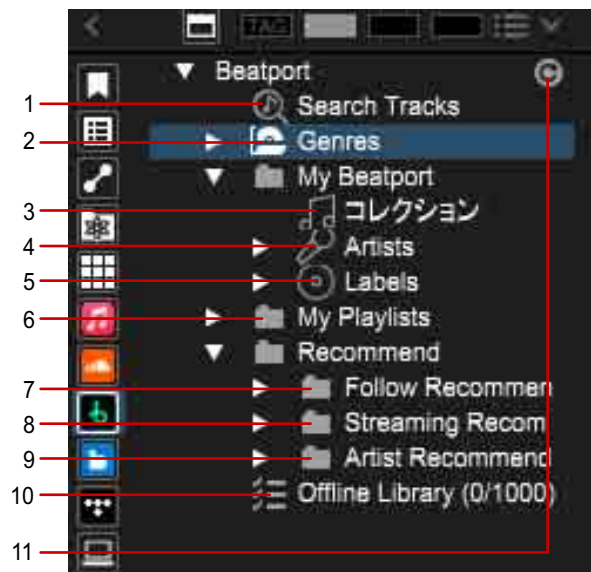 TAG
Beatport
1 Search Tracks
2 Genres
My Beatport
3 コレクション
4 Artists
5 Labels
6 My Playlists
Recommend
7 Follow Recommen
8 Streaming Recom
9 Artist Recommend
10 Offline Library (0/1000)
11